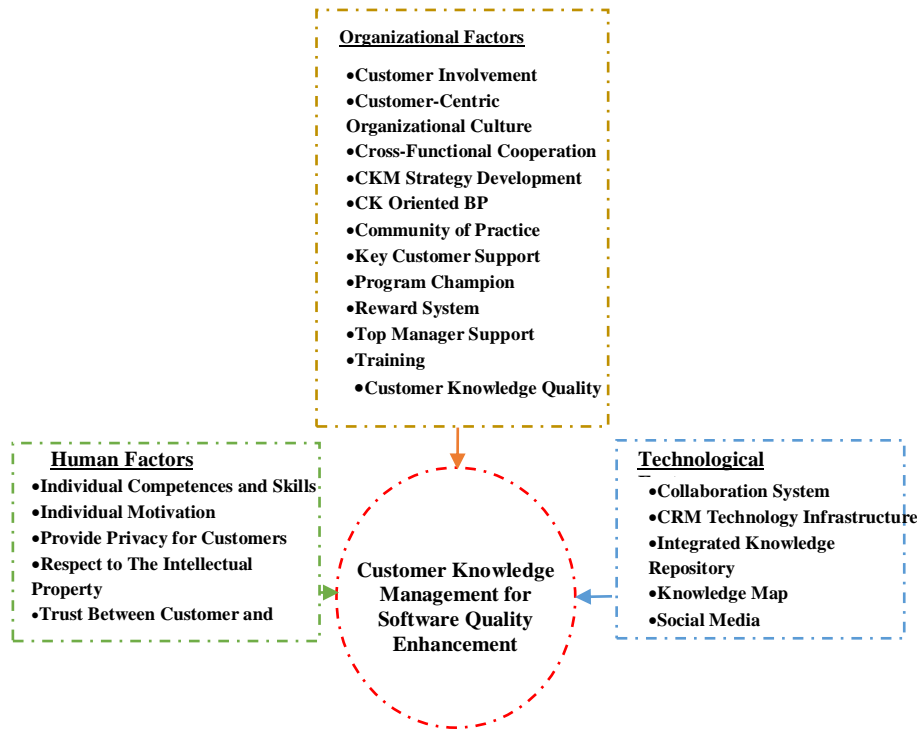 Organizational Factors
•Customer Involvement
•Customer-Centric
Organizational Culture
•Cross-Functional Cooperation
•CKM Strategy Development
•CK Oriented BP
•Community of Practice
•Key Customer Support
•Program Champion
•Reward System
•Top Manager Support
•Training
•Customer Knowledge Quality
Human Factors
•Individual Competences and Skills
•Individual Motivation
•Provide Privacy for Customers
•Respect to The Intellectual
Property
•Trust Between Customer and
Customer Knowledge
Management for
Software Quality
Enhancement
Technological
•Collaboration System
•CRM Technology Infrastructure
•Integrated Knowledge
Repository
•Knowledge Map
•Social Media